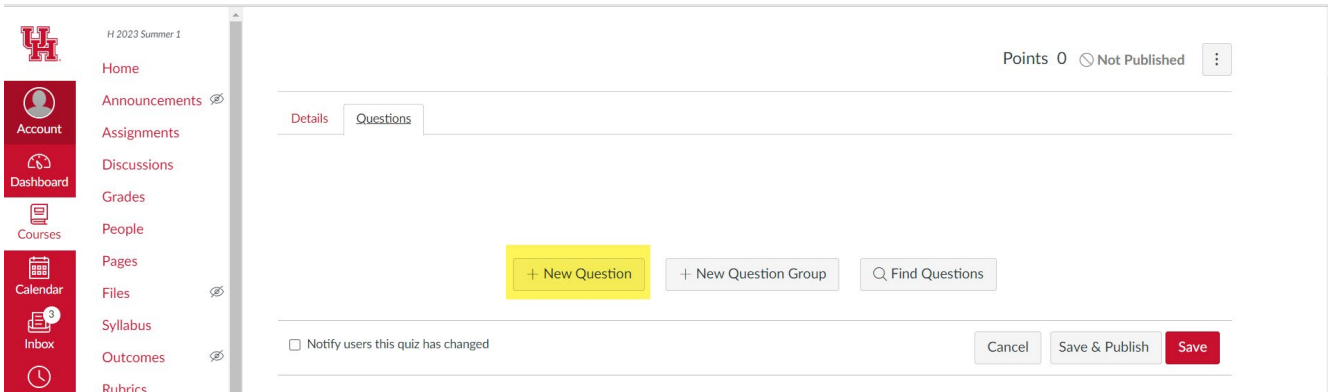 UH
Account
Dashboard
Courses
Calendar
3
Inbox
H 2023 Summer 1
Home
Announcements
Assignments
Discussions
Grades
People
Pages
Files
Syllabus
Outcomes
Rubrics
Points 0 Not Published
Details Questions
+ New Question + New Question Group Find Questions
Notify users this quiz has changed
Cancel Save & Publish Save